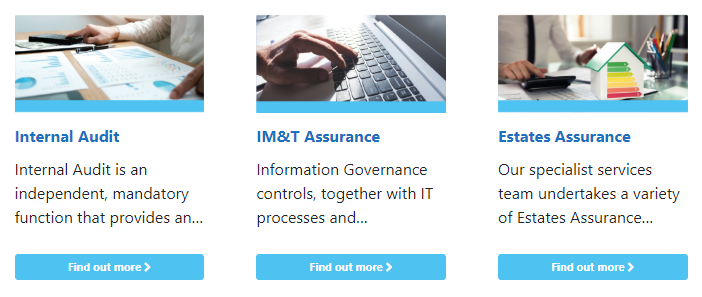 Internal Audit
Internal Audit is an
independent, mandatory
function that provides an...
Find out more
IM&T Assurance
Information Governance
controls, together with IT
processes and...
Find out more
Estates Assurance
Our specialist services
team undertakes a variety
of Estates Assurance...
Find out more